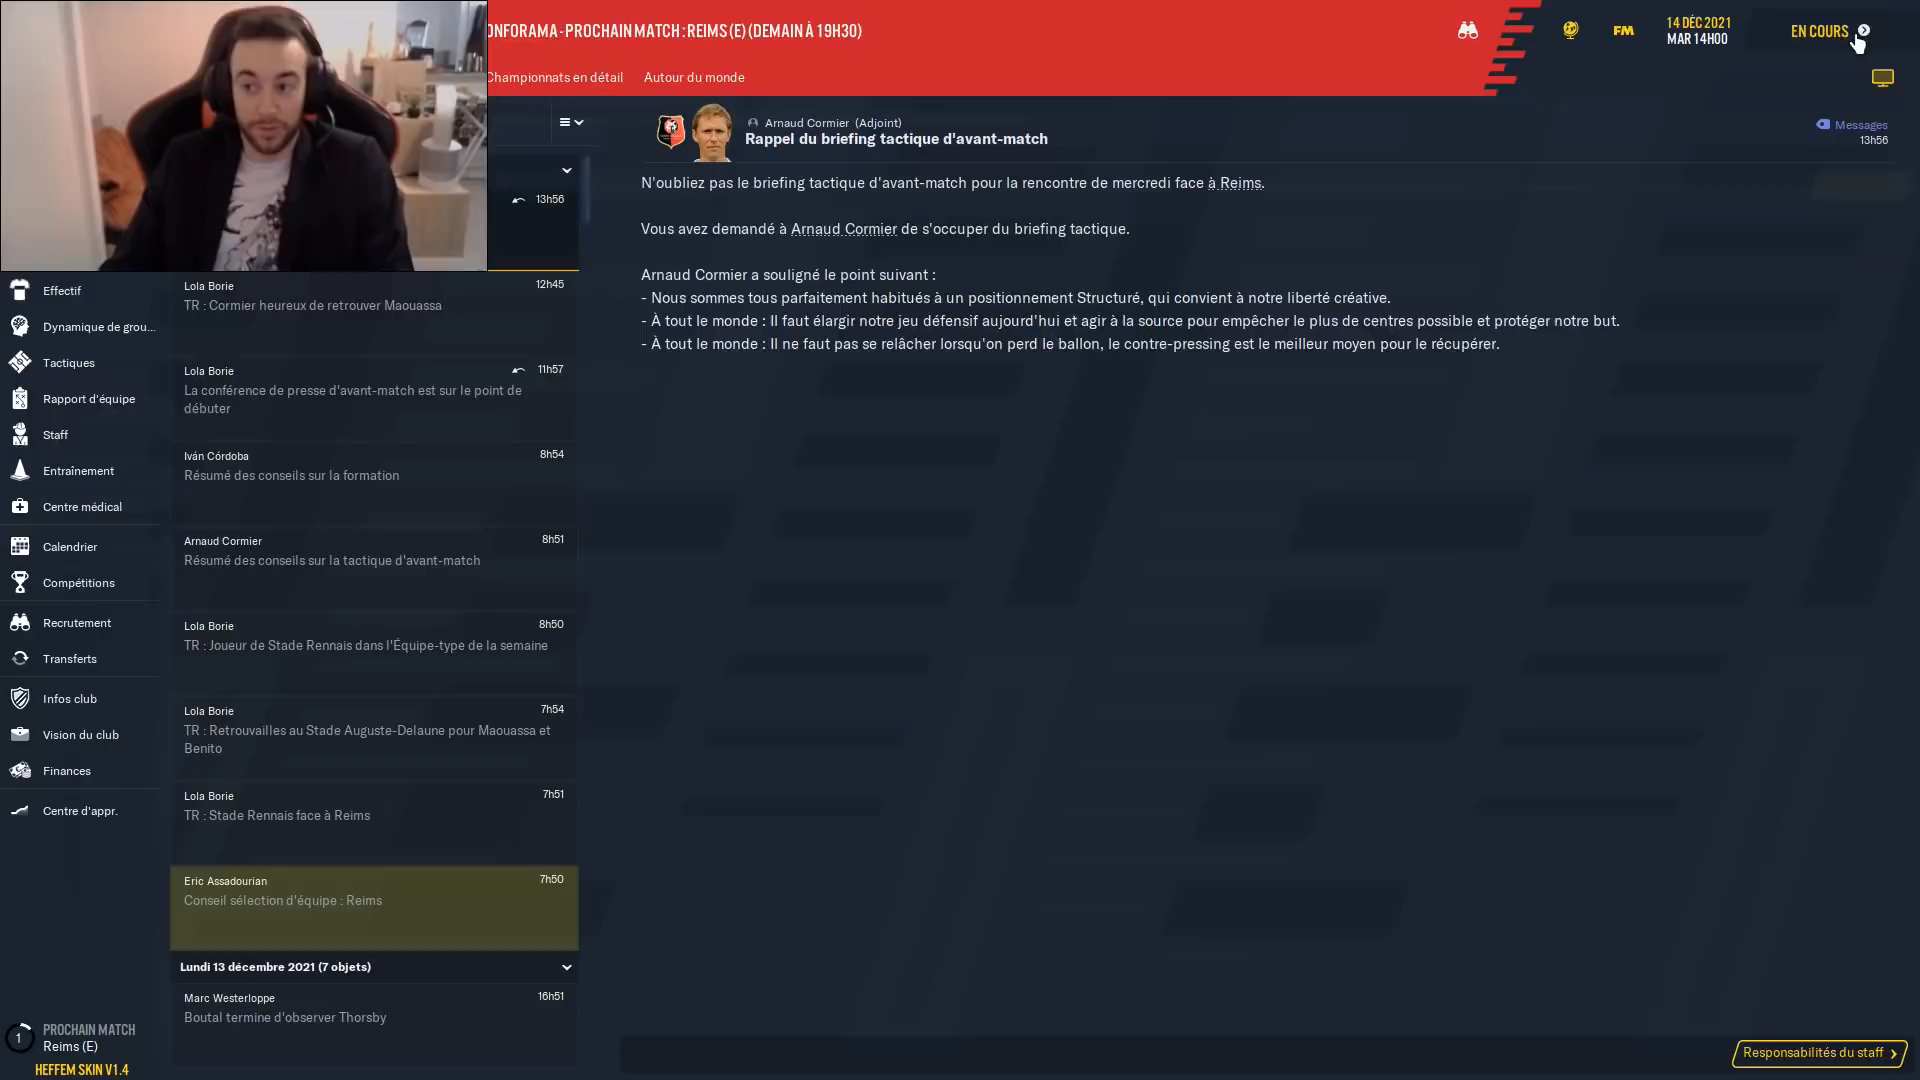 ONFORAMA - PROCHAIN MATCH : REIMS (E) (DEMAIN À 19H30)
FM
14 DÉC 2021
MAR 14H00
EN COURS
Championnats en détail
Autour du monde
Arnaud Cormier (Adjoint)
Rappel du briefing tactique d'avant-match
Messages
13h56
N'oubliez pas le briefing tactique d'avant-match pour la rencontre de mercredi face à Reims.
Vous avez demandé à Arnaud Cormier de s'occuper du briefing tactique.
Arnaud Cormier a souligné le point suivant :
- Nous sommes tous parfaitement habitués à un positionnement Structuré, qui convient à notre liberté créative.
- À tout le monde : Il faut élargir notre jeu défensif aujourd'hui et agir à la source pour empêcher le plus de centres possible et protéger notre but.
- À tout le monde : Il ne faut pas se relâcher lorsqu'on perd le ballon, le contre-pressing est le meilleur moyen pour le récupérer.
13h56
Lola Borie
12h45
TR : Cormier heureux de retrouver Maouassa
Lola Borie
11h57
La conférence de presse d'avant-match est sur le point de
débuter
Iván Córdoba
8h54
Résumé des conseils sur la formation
Arnaud Cormier
8h51
Résumé des conseils sur la tactique d'avant-match
Lola Borie
8h50
TR : Joueur de Stade Rennais dans l'Équipe-type de la semaine
Lola Borie
7h54
TR : Retrouvailles au Stade Auguste-Delaune pour Maouassa et
Benito
Lola Borie
7h51
TR : Stade Rennais face à Reims
Eric Assadourian
7h50
Conseil sélection d'équipe : Reims
Lundi 13 décembre 2021 (7 objets)
Marc Westerloppe
16h51
Boutal termine d'observer Thorsby
Effectif
Dynamique de grou...
Tactiques
Rapport d'équipe
Staff
Entraînement
Centre médical
Calendrier
Compétitions
Recrutement
Transferts
Infos club
Vision du club
Finances
Centre d'appr.
1
PROCHAIN MATCH
Reims (E)
HEFFEM SKIN V1.4
Responsabilités du staff